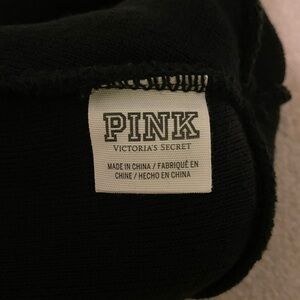 PINK
VICTORIA'S SECRET
MADE IN CHINA / FABRIQUÉ EN
CHINE / HECHO EN CHINA